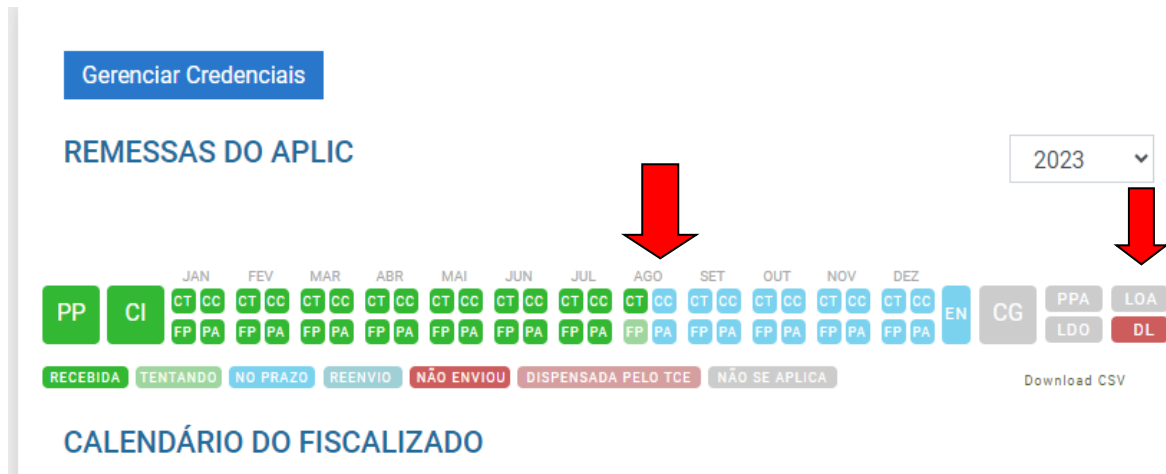 Gerenciar Credenciais
REMESSAS DO APLIC
2023
JAN FEV MAR ABR MAI JUN JUL AGO SET OUT NOV DEZ
CT CC CT CC CT CC CT CC CT CC CT CC CT CC CT CC CT CC CT CC CT CC CT CC PPA LOA
PP CI EN CG
FP PA FP PA FP PA FP PA FP PA FP PA FP PA FP PA FP PA FP PA FP PA FP PA LDO DL
RECEBIDA TENTANDO NO PRAZO REENVIO NÃO ENVIOU DISPENSADA PELO TCE NÃO SE APLICA Download CSV
CALENDÁRIO DO FISCALIZADO